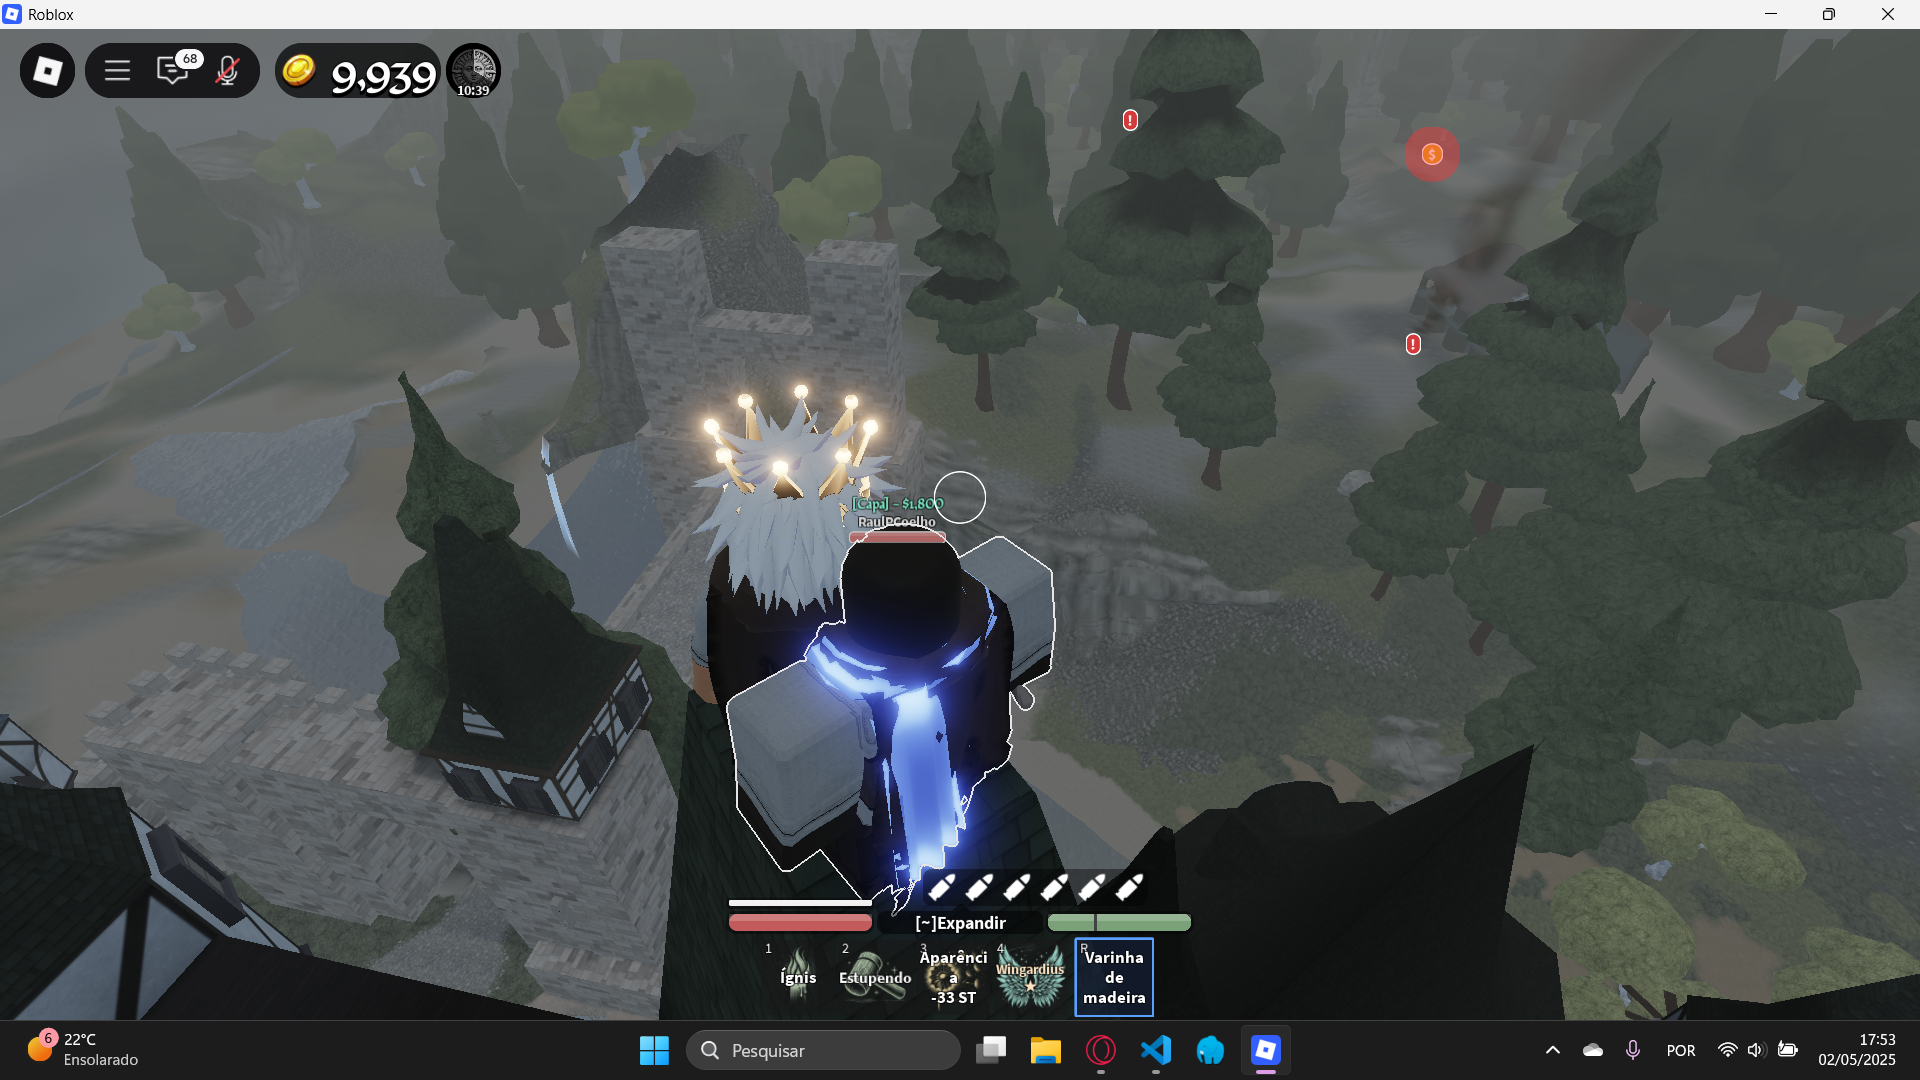 Roblox
68
9,939
10:39
!
$
!
[Capa] - $1,800
RaulPCoelho
[~]Expandir
1
Ígnis
2
Estupendo
3
Aparênci
a
-33 ST
4
Wingardius
R
Varinha
de
madeira
6
22°C
Ensolarado
Pesquisar
POR
17:53
02/05/2025